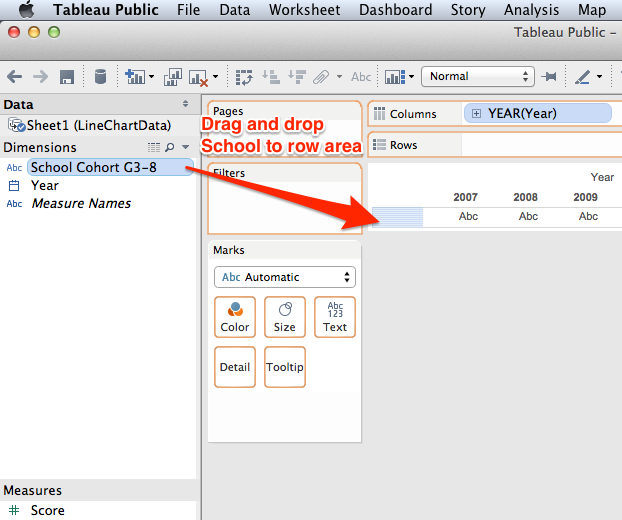 Tableau Public File Data Worksheet Dashboard Story Analysis Map
Tableau Public –
Abc Normal
Data
Sheet1 (LineChartData)
Dimensions
Abc School Cohort G3-8
Year
Abc Measure Names
Measures
# Score
Pages
Drag and drop
School to row area
Filters
Marks
Abc Automatic
Color
Size
Abc
123
Text
Detail
Tooltip
Columns YEAR(Year)
Rows
Year
2007 2008 2009
Abc Abc Abc